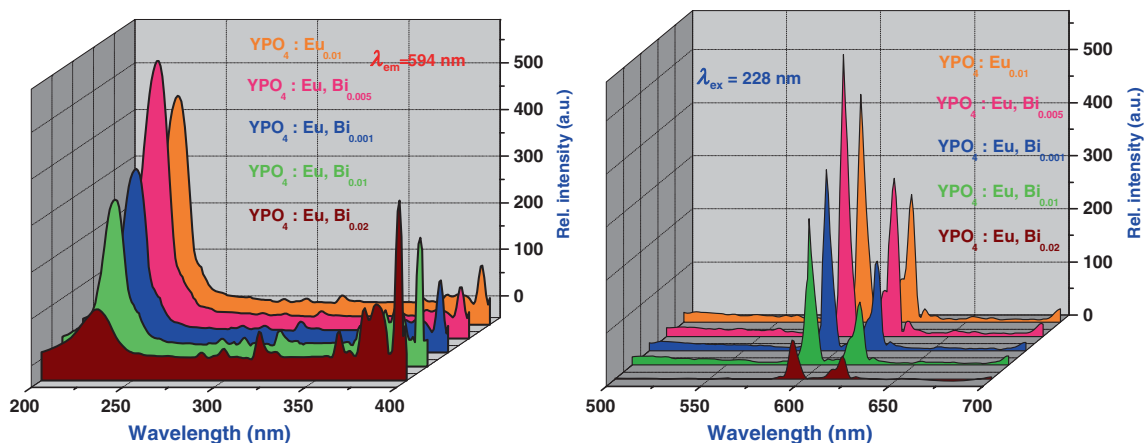 YPO4 : Eu0.01
λem=594 nm
YPO4 : Eu, Bi0.005
YPO4 : Eu, Bi0.001
YPO4 : Eu, Bi0.01
YPO4 : Eu, Bi0.02
500
400
300
200
100
0
Rel. intensity (a.u.)
200
250
300
350
400
Wavelength (nm)
λex = 228 nm
YPO4 : Eu0.01
YPO4 : Eu, Bi0.005
YPO4 : Eu, Bi0.001
YPO4 : Eu, Bi0.01
YPO4 : Eu, Bi0.02
500
400
300
200
100
0
Rel. intensity (a.u.)
500
550
600
650
700
Wavelength (nm)